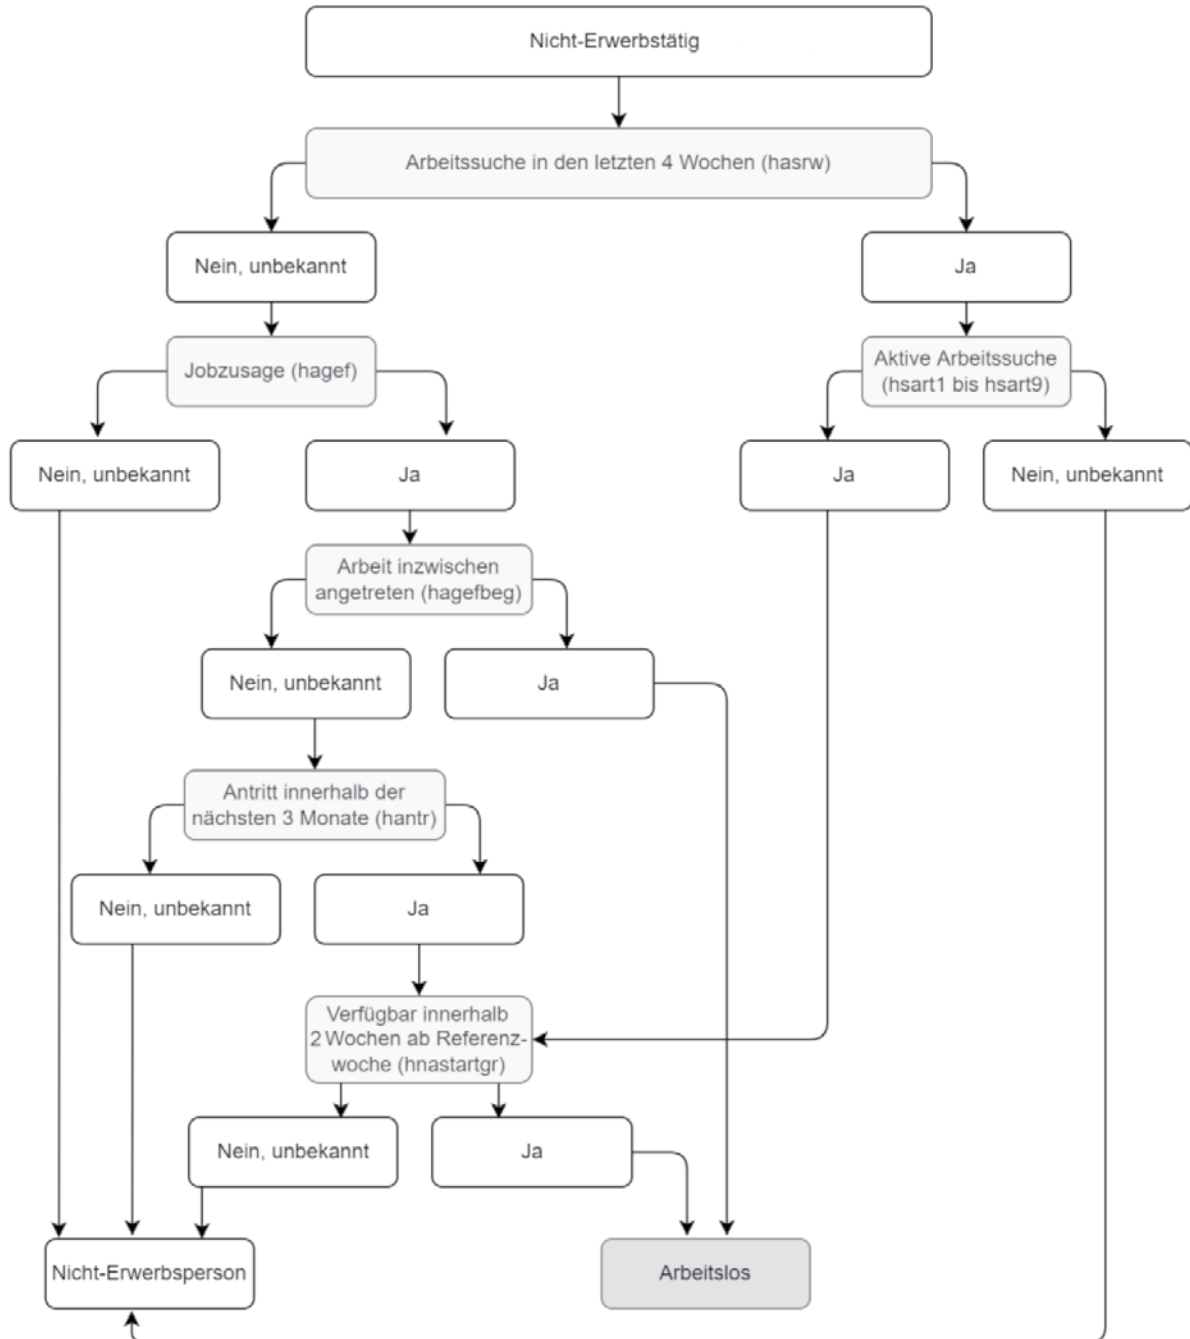 Nicht-Erwerbstätig
Arbeitssuche in den letzten 4 Wochen (hasrw)
Nein, unbekannt
Ja
Jobzusage (hagef)
Aktive Arbeitssuche
(hsart1 bis hsart9)
Nein, unbekannt
Ja
Ja
Nein, unbekannt
Arbeit inzwischen
angetreten (hagefbeg)
Nein, unbekannt
Ja
Antritt innerhalb der
nächsten 3 Monate (hantr)
Nein, unbekannt
Ja
Verfügbar innerhalb
2 Wochen ab Referenz-
woche (hnastartgr)
Nein, unbekannt
Ja
Nicht-Erwerbsperson
Arbeitslos